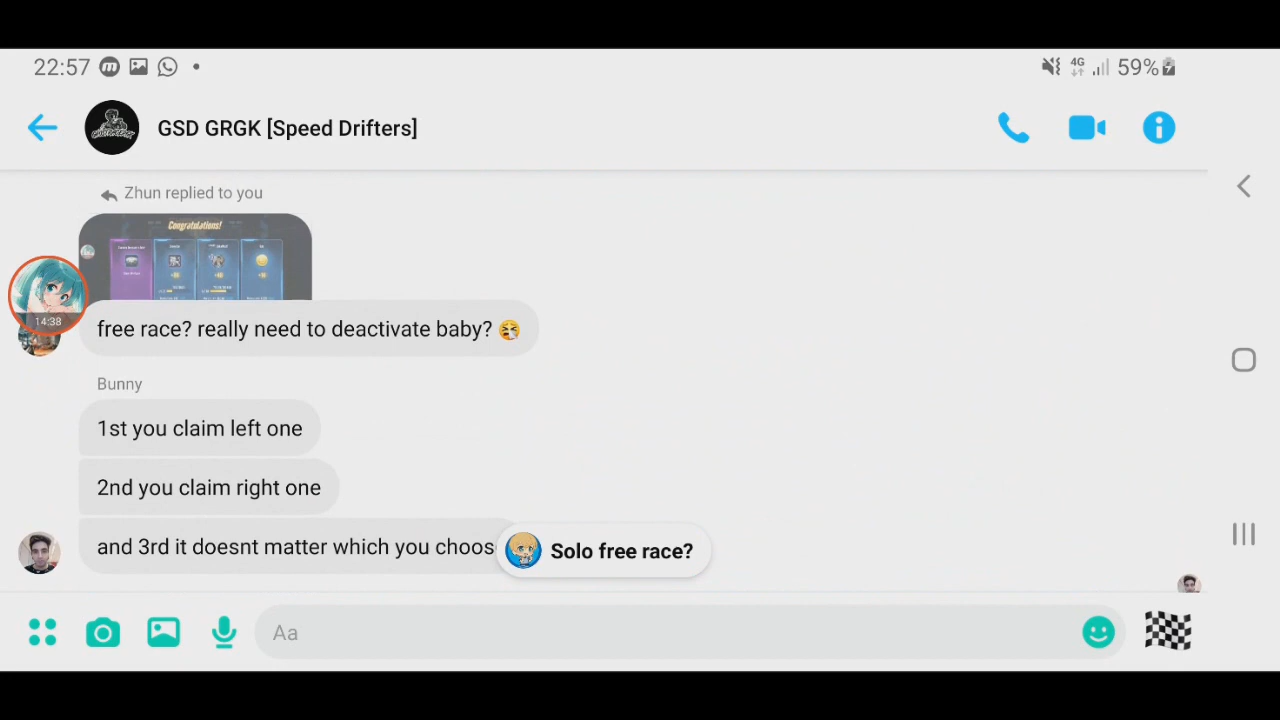 22:57
4G
59%
GSD GRGK [Speed Drifters]
Zhun replied to you
Congratulations!
14:38
free race? really need to deactivate baby?
Bunny
1st you claim left one
2nd you claim right one
and 3rd it doesnt matter which you choos
Solo free race?
Aa